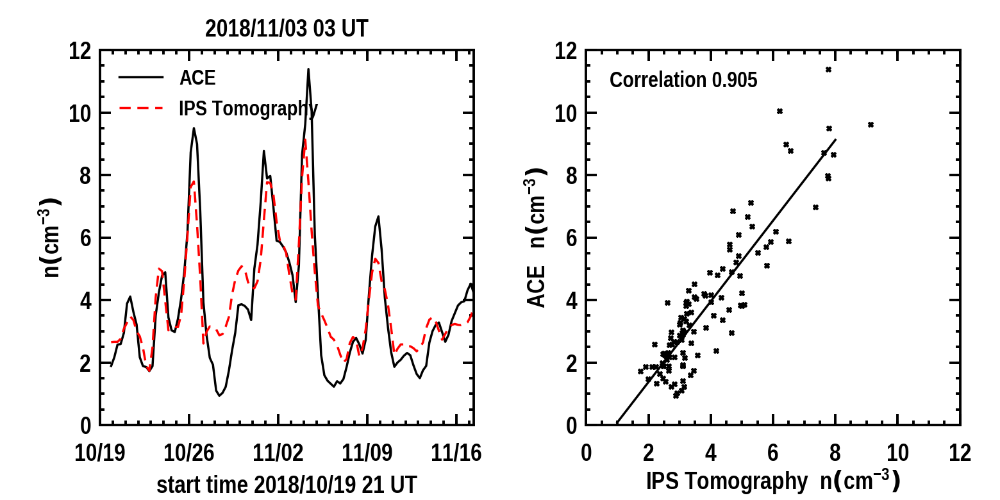 2018/11/03 03 UT
12
10
8
6
4
2
0
n(cm−3)
ACE
IPS Tomography
10/19 10/26 11/02 11/09 11/16
start time 2018/10/19 21 UT
12
10
8
6
4
2
0
ACE n(cm−3)
Correlation 0.905
0 2 4 6 8 10 12
IPS Tomography n(cm−3)